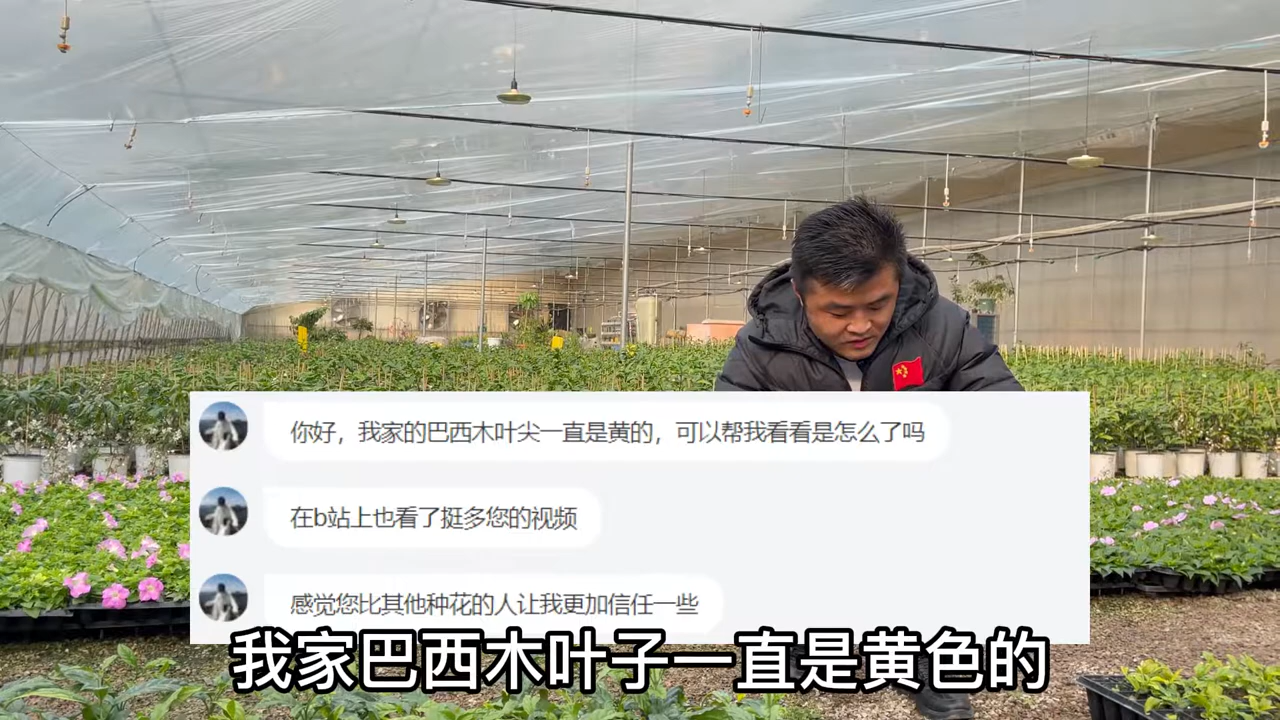 你好，我家的巴西木叶尖一直是黄的，可以帮我看看是怎么了吗
在b站上也看了挺多您的视频
感觉您比其他种花的人让我更加信任一些
我家巴西木叶子一直是黄色的